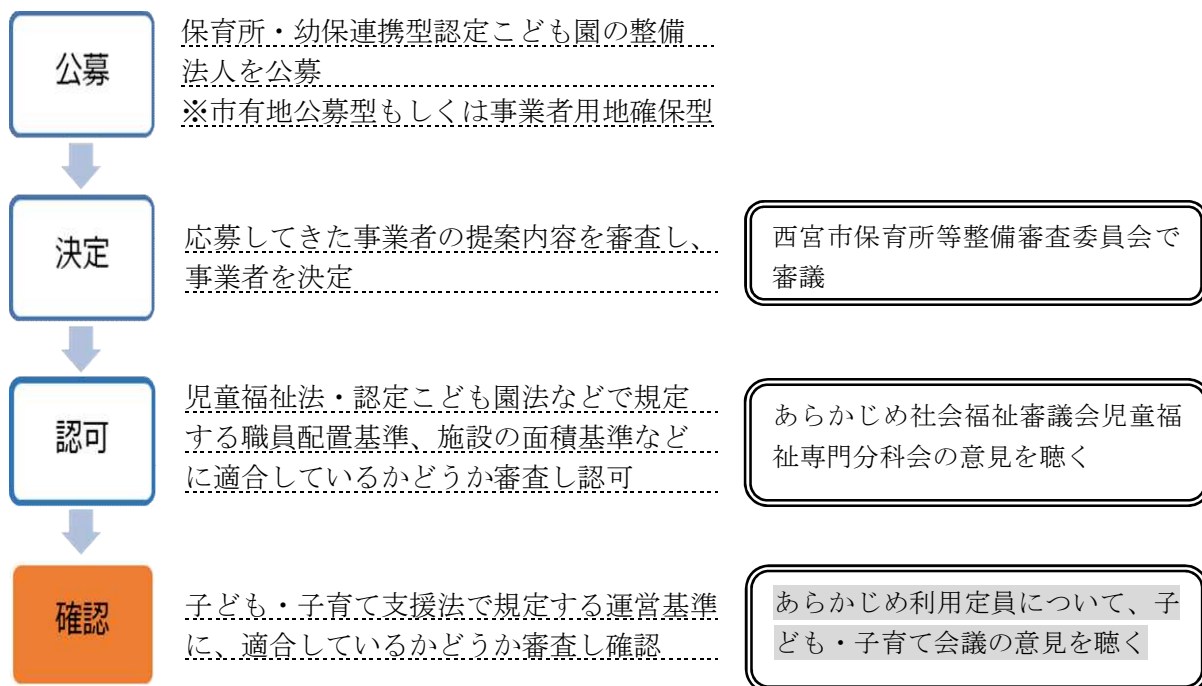 公募
保育所・幼保連携型認定こども園の整備
法人を公募
※市有地公募型もしくは事業者用地確保型
決定
応募してきた事業者の提案内容を審査し、
事業者を決定
西宮市保育所等整備審査委員会で
審議
認可
児童福祉法・認定こども園法などで規定
する職員配置基準、施設の面積基準など
に適合しているかどうか審査し認可
あらかじめ社会福祉審議会児童福
祉専門分科会の意見を聴く
確認
子ども・子育て支援法で規定する運営基準
に、適合しているかどうか審査し確認
あらかじめ利用定員について、子
ども・子育て会議の意見を聴く